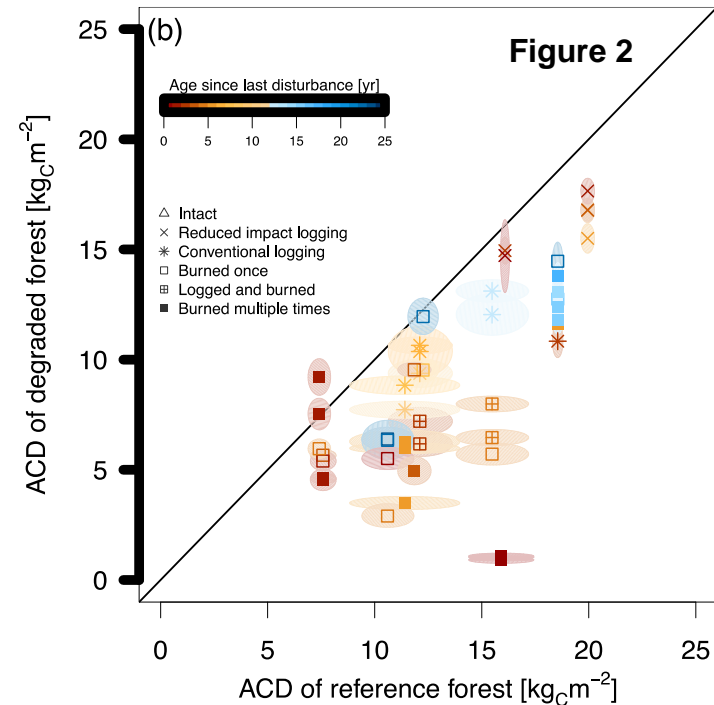 (b)
Figure 2
Age since last disturbance [yr]
0 5 10 15 20 25
Intact
Reduced impact logging
Conventional logging
Burned once
Logged and burned
Burned multiple times
ACD of degraded forest [kg_C m⁻²]
25
20
15
10
5
0
0 5 10 15 20 25
ACD of reference forest [kg_C m⁻²]